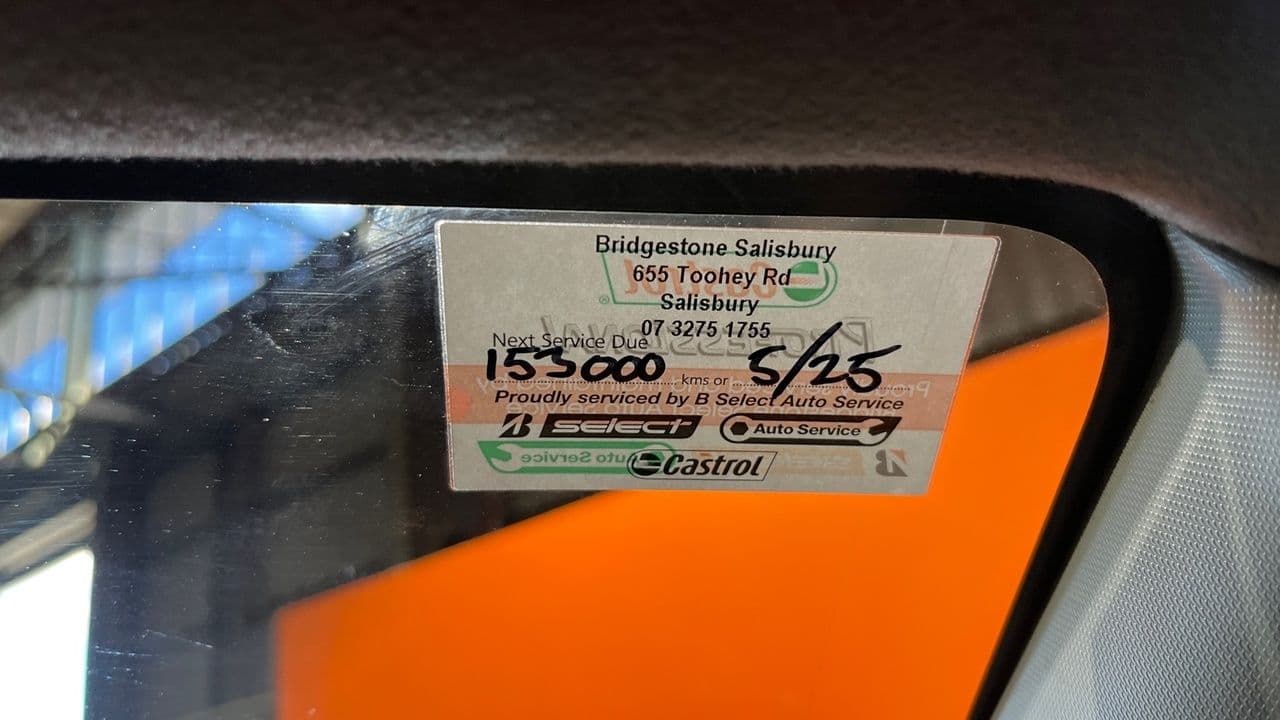 Bridgestone Salisbury
655 Toohey Rd
Salisbury
07 3275 1755
Next Service Due
153000 kms or 5/25
Proudly serviced by B Select Auto Service
B SELECT Auto Service
Castrol